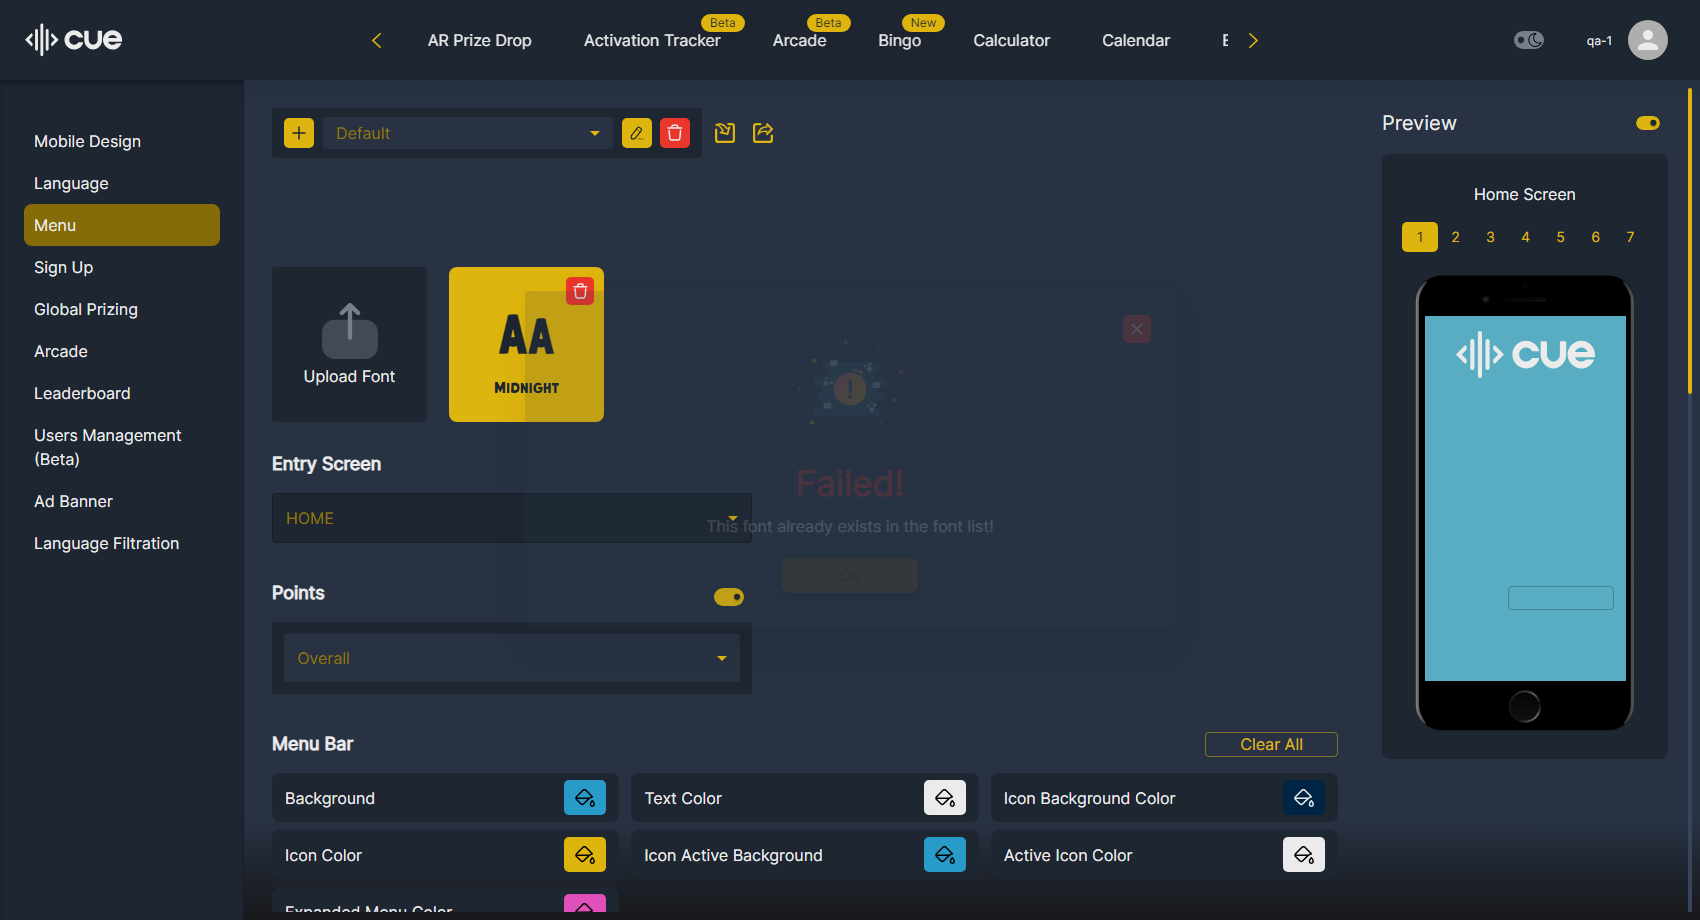 cue
AR Prize Drop
Activation Tracker
Beta
Arcade
Beta
Bingo
New
Calculator
Calendar
qa-1
Mobile Design
Language
Menu
Sign Up
Global Prizing
Arcade
Leaderboard
Users Management
(Beta)
Ad Banner
Language Filtration
Default
Upload Font
AA
MIDNIGHT
Failed!
This font already exists in the font list!
Ok
Entry Screen
HOME
Points
Overall
Menu Bar
Clear All
Background
Text Color
Icon Background Color
Icon Color
Icon Active Background
Active Icon Color
Expanded Menu Color
Preview
Home Screen
1 2 3 4 5 6 7
cue